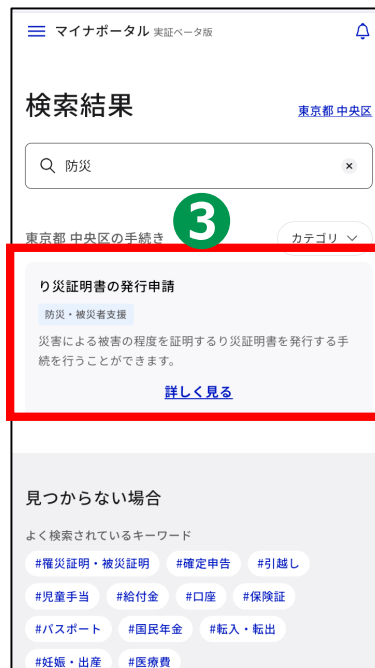 マイナポータル 実証ベータ版
検索結果
東京都 中央区
防災
3
東京都 中央区の手続き
カテゴリ
り災証明書の発行申請
防災・被災者支援
災害による被害の程度を証明するり災証明書を発行する手
続を行うことができます。
詳しく見る
見つからない場合
よく検索されているキーワード
#罹災証明・被災証明 #確定申告 #引越し
#児童手当 #給付金 #口座 #保険証
#パスポート #国民年金 #転入・転出
#妊娠・出産 #医療費